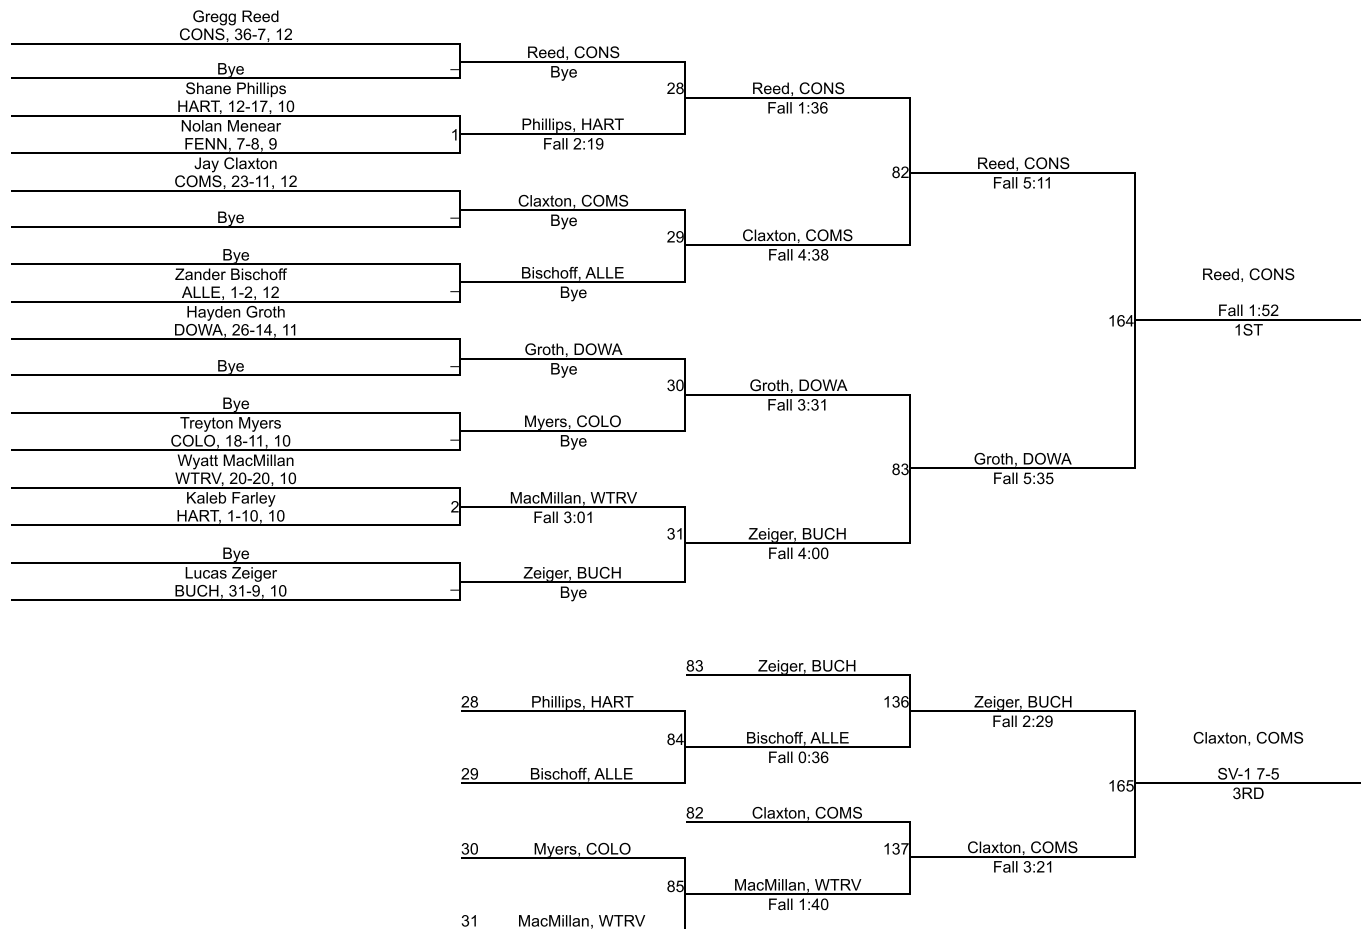 Gregg Reed
CONS, 36-7, 12
Bye
Shane Phillips
HART, 12-17, 10
Nolan Menear
FENN, 7-8, 9
Jay Claxton
COMS, 23-11, 12
Bye
Bye
Zander Bischoff
ALLE, 1-2, 12
Hayden Groth
DOWA, 26-14, 11
Bye
Bye
Treyton Myers
COLO, 18-11, 10
Wyatt MacMillan
WTRV, 20-20, 10
Kaleb Farley
HART, 1-10, 10
Bye
Lucas Zeiger
BUCH, 31-9, 10
–
1
–
–
–
–
2
–
Reed, CONS
Bye
Phillips, HART
Fall 2:19
Claxton, COMS
Bye
Bischoff, ALLE
Bye
Groth, DOWA
Bye
Myers, COLO
Bye
MacMillan, WTRV
Fall 3:01
Zeiger, BUCH
Bye
28
29
30
31
Reed, CONS
Fall 1:36
Claxton, COMS
Fall 4:38
Groth, DOWA
Fall 3:31
Zeiger, BUCH
Fall 4:00
82
83
Reed, CONS
Fall 5:11
Groth, DOWA
Fall 5:35
164
Reed, CONS
Fall 1:52
1ST
28 Phillips, HART
29 Bischoff, ALLE
30 Myers, COLO
31 MacMillan, WTRV
84
85
83 Zeiger, BUCH
Bischoff, ALLE
Fall 0:36
82 Claxton, COMS
MacMillan, WTRV
Fall 1:40
136
137
Zeiger, BUCH
Fall 2:29
Claxton, COMS
Fall 3:21
165
Claxton, COMS
SV-1 7-5
3RD